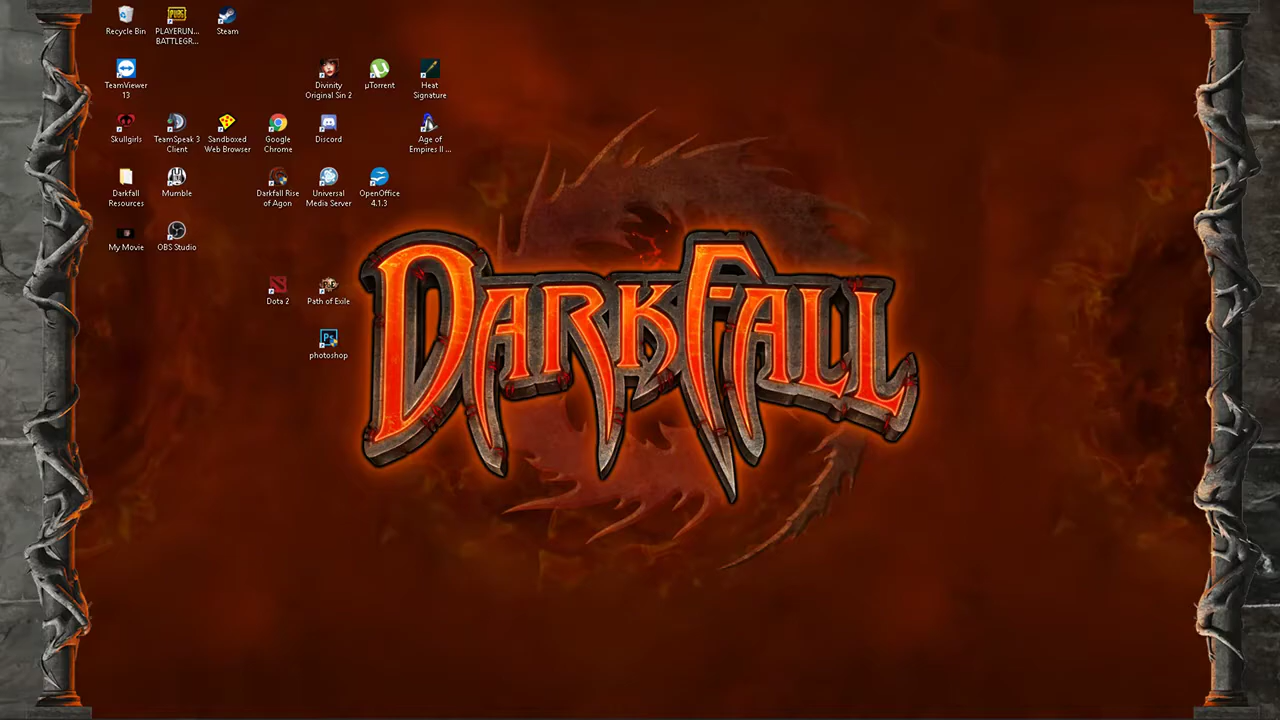 Recycle Bin
PLAYERUN...
BATTLEGR...
Steam
TeamViewer
13
Divinity
Original Sin 2
µTorrent
Heat
Signature
Skullgirls
TeamSpeak 3
Client
Sandboxed
Web Browser
Google
Chrome
Discord
Age of
Empires II ...
Darkfall
Resources
Mumble
Darkfall Rise
of Agon
Universal
Media Server
OpenOffice
4.1.3
My Movie
OBS Studio
Dota 2
Path of Exile
Ps
photoshop
DARKFALL